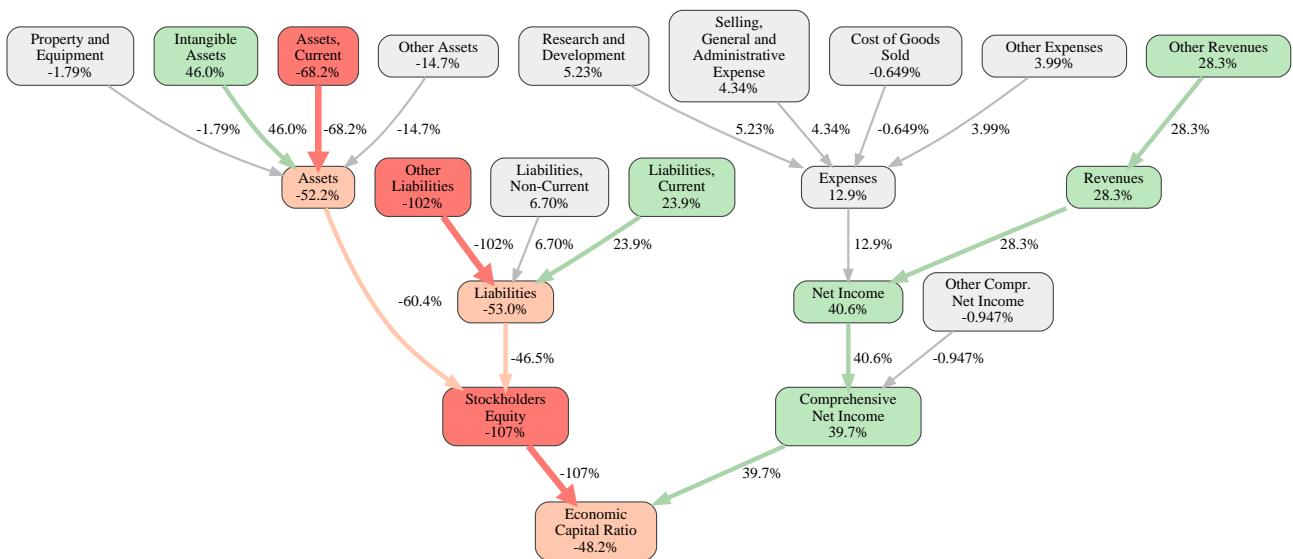 Property and
Equipment
-1.79%
Intangible
Assets
46.0%
Assets,
Current
-68.2%
Other Assets
-14.7%
Research and
Development
5.23%
Selling,
General and
Administrative
Expense
4.34%
Cost of Goods
Sold
-0.649%
Other Expenses
3.99%
Other Revenues
28.3%
-1.79%
46.0%
-68.2%
-14.7%
5.23%
4.34%
-0.649%
3.99%
28.3%
Assets
-52.2%
Other
Liabilities
-102%
Liabilities,
Non-Current
6.70%
Liabilities,
Current
23.9%
Expenses
12.9%
Revenues
28.3%
-102%
6.70%
23.9%
12.9%
28.3%
-60.4%
Liabilities
-53.0%
Net Income
40.6%
Other Compr.
Net Income
-0.947%
-46.5%
40.6%
-0.947%
Stockholders
Equity
-107%
Comprehensive
Net Income
39.7%
-107%
39.7%
Economic
Capital Ratio
-48.2%